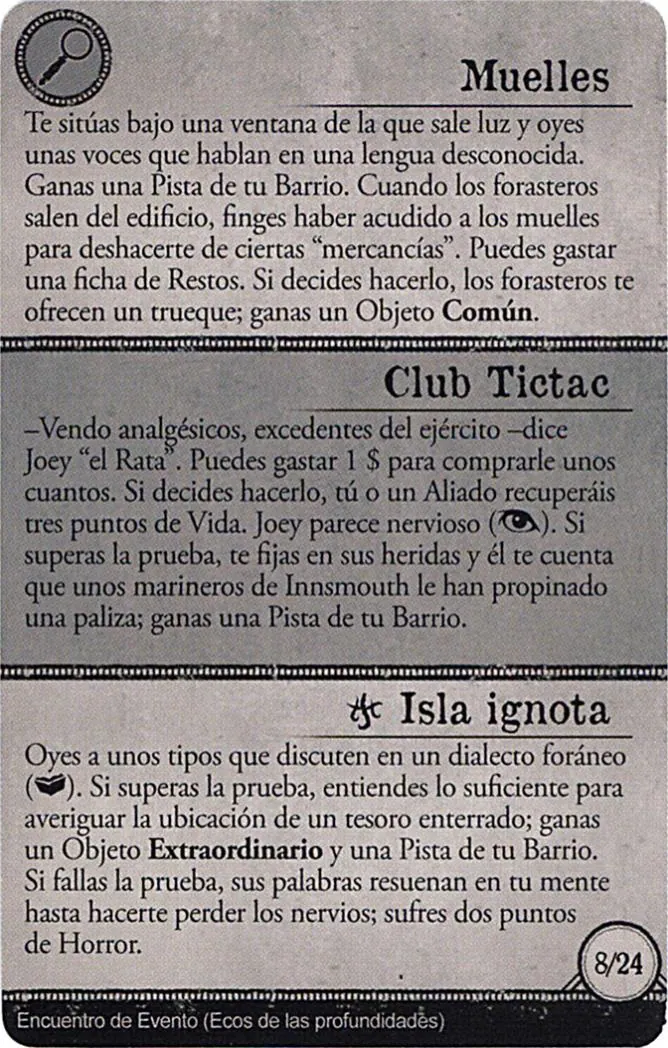 Muelles
Te sitúas bajo una ventana de la que sale luz y oyes
unas voces que hablan en una lengua desconocida.
Ganas una Pista de tu Barrio. Cuando los forasteros
salen del edificio, finges haber acudido a los muelles
para deshacerte de ciertas “mercancías”. Puedes gastar
una ficha de Restos. Si decides hacerlo, los forasteros te
ofrecen un trueque; ganas un Objeto Común.
Club Tictac
–Vendo analgésicos, excedentes del ejército –dice
Joey “el Rata”. Puedes gastar 1 $ para comprarle unos
cuantos. Si decides hacerlo, tú o un Aliado recuperáis
tres puntos de Vida. Joey parece nervioso (). Si
superas la prueba, te fijas en sus heridas y él te cuenta
que unos marineros de Innsmouth le han propinado
una paliza; ganas una Pista de tu Barrio.
Isla ignota
Oyes a unos tipos que discuten en un dialecto foráneo
(). Si superas la prueba, entiendes lo suficiente para
averiguar la ubicación de un tesoro enterrado; ganas
un Objeto Extraordinario y una Pista de tu Barrio.
Si fallas la prueba, sus palabras resuenan en tu mente
hasta hacerte perder los nervios; sufres dos puntos
de Horror.
8/24
Encuentro de Evento (Ecos de las profundidades)